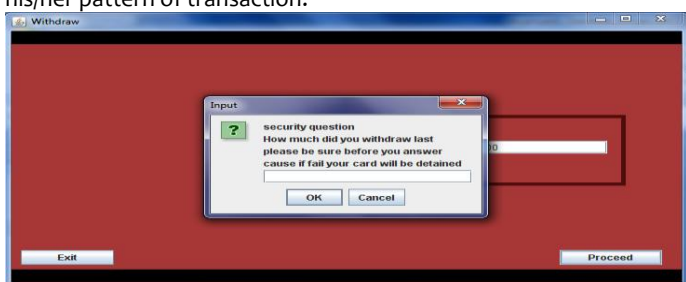 his/her pattern of transaction.
Withdraw
Input
security question
How much did you withdraw last
please be sure before you answer
cause if fail your card will be detained
OK Cancel
Exit Proceed